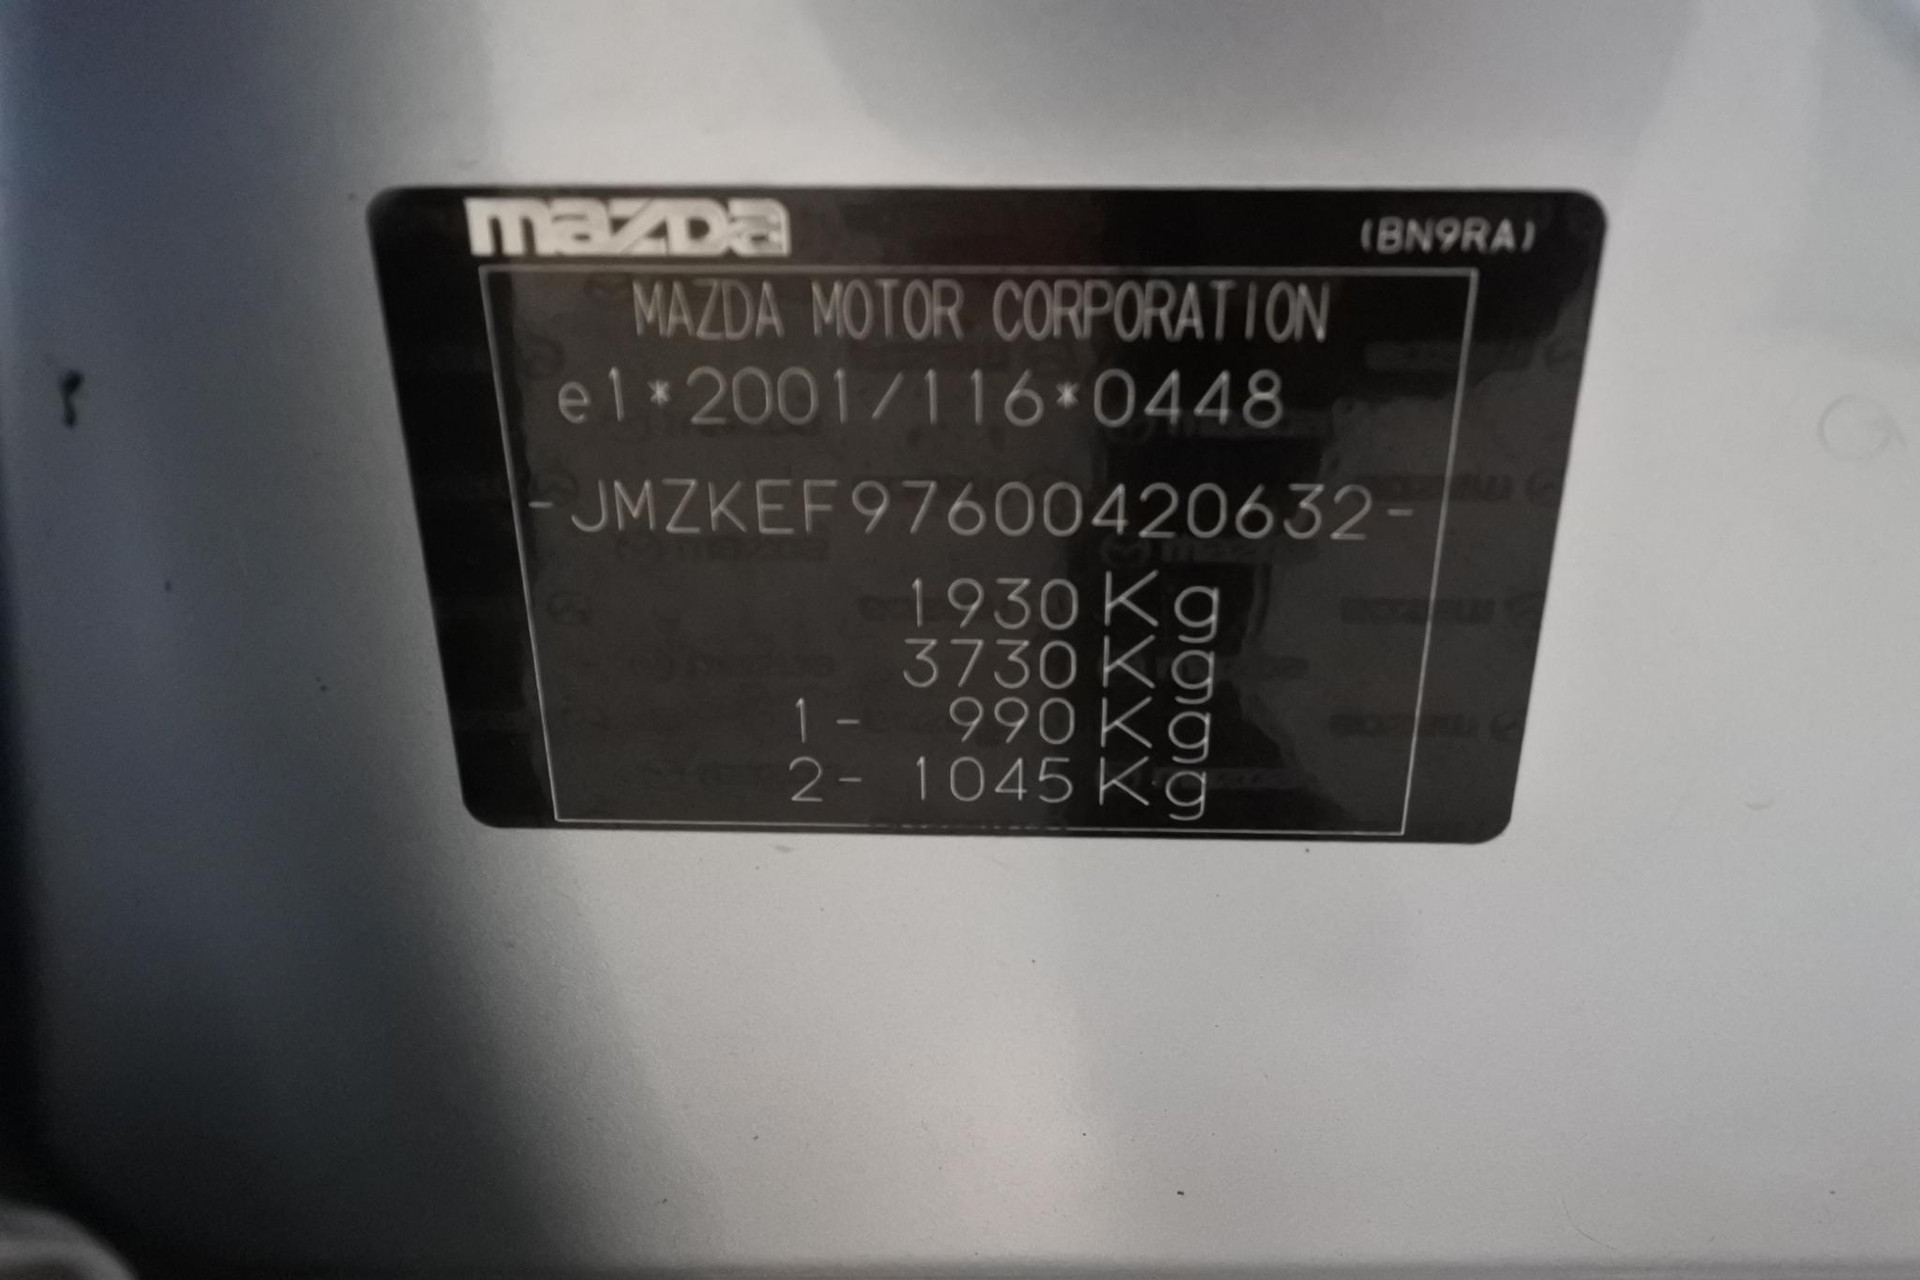 mazda (BN9RA)
MAZDA MOTOR CORPORATION
e1*2001/116*0448
-JMZKEF97600420632-
1930Kg
3730Kg
1- 990Kg
2- 1045Kg